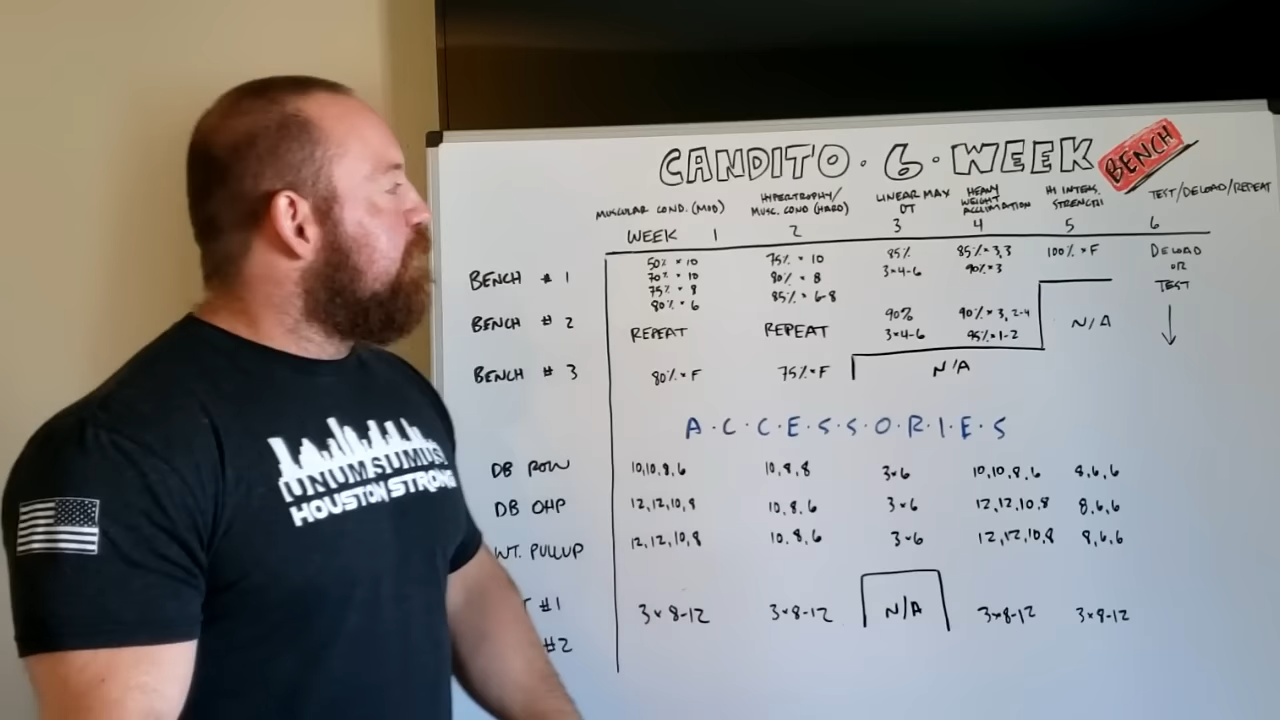 CANDITO · 6 · WEEK BENCH
MUSCULAR COND. (MOD) HYPERTROPHY/ MUSC. COND (HARD) LINEAR MAX OT HEAVY WEIGHT ACCLIMATION HI INTENS. STRENGTH TEST/DELOAD/REPEAT
WEEK 1 2 3 4 5 6
BENCH #1
50% × 10
70% × 10
75% × 8
80% × 6
75% × 10
80% × 8
85% × 6-8
85%
3×4-6
85% × 3,3
90% × 3
100% × F
DELOAD
OR
TEST
BENCH #2
REPEAT
REPEAT
90%
3×4-6
90% × 3, 2-4
95% × 1-2
N/A
BENCH #3 80% × F 75% × F N/A
A·C·C·E·S·S·O·R·I·E·S
DB ROW 10,10,8,6 10,8,8 3×6 10,10,8,6 8,6,6
DB OHP 12,12,10,8 10,8,6 3×6 12,12,10,8 8,6,6
WT. PULLUP 12,12,10,8 10,8,6 3×6 12,12,10,8 8,6,6
T #1 3×8-12 3×8-12 N/A 3×8-12 3×8-12
#2
UNUM SUMUS
HOUSTON STRONG